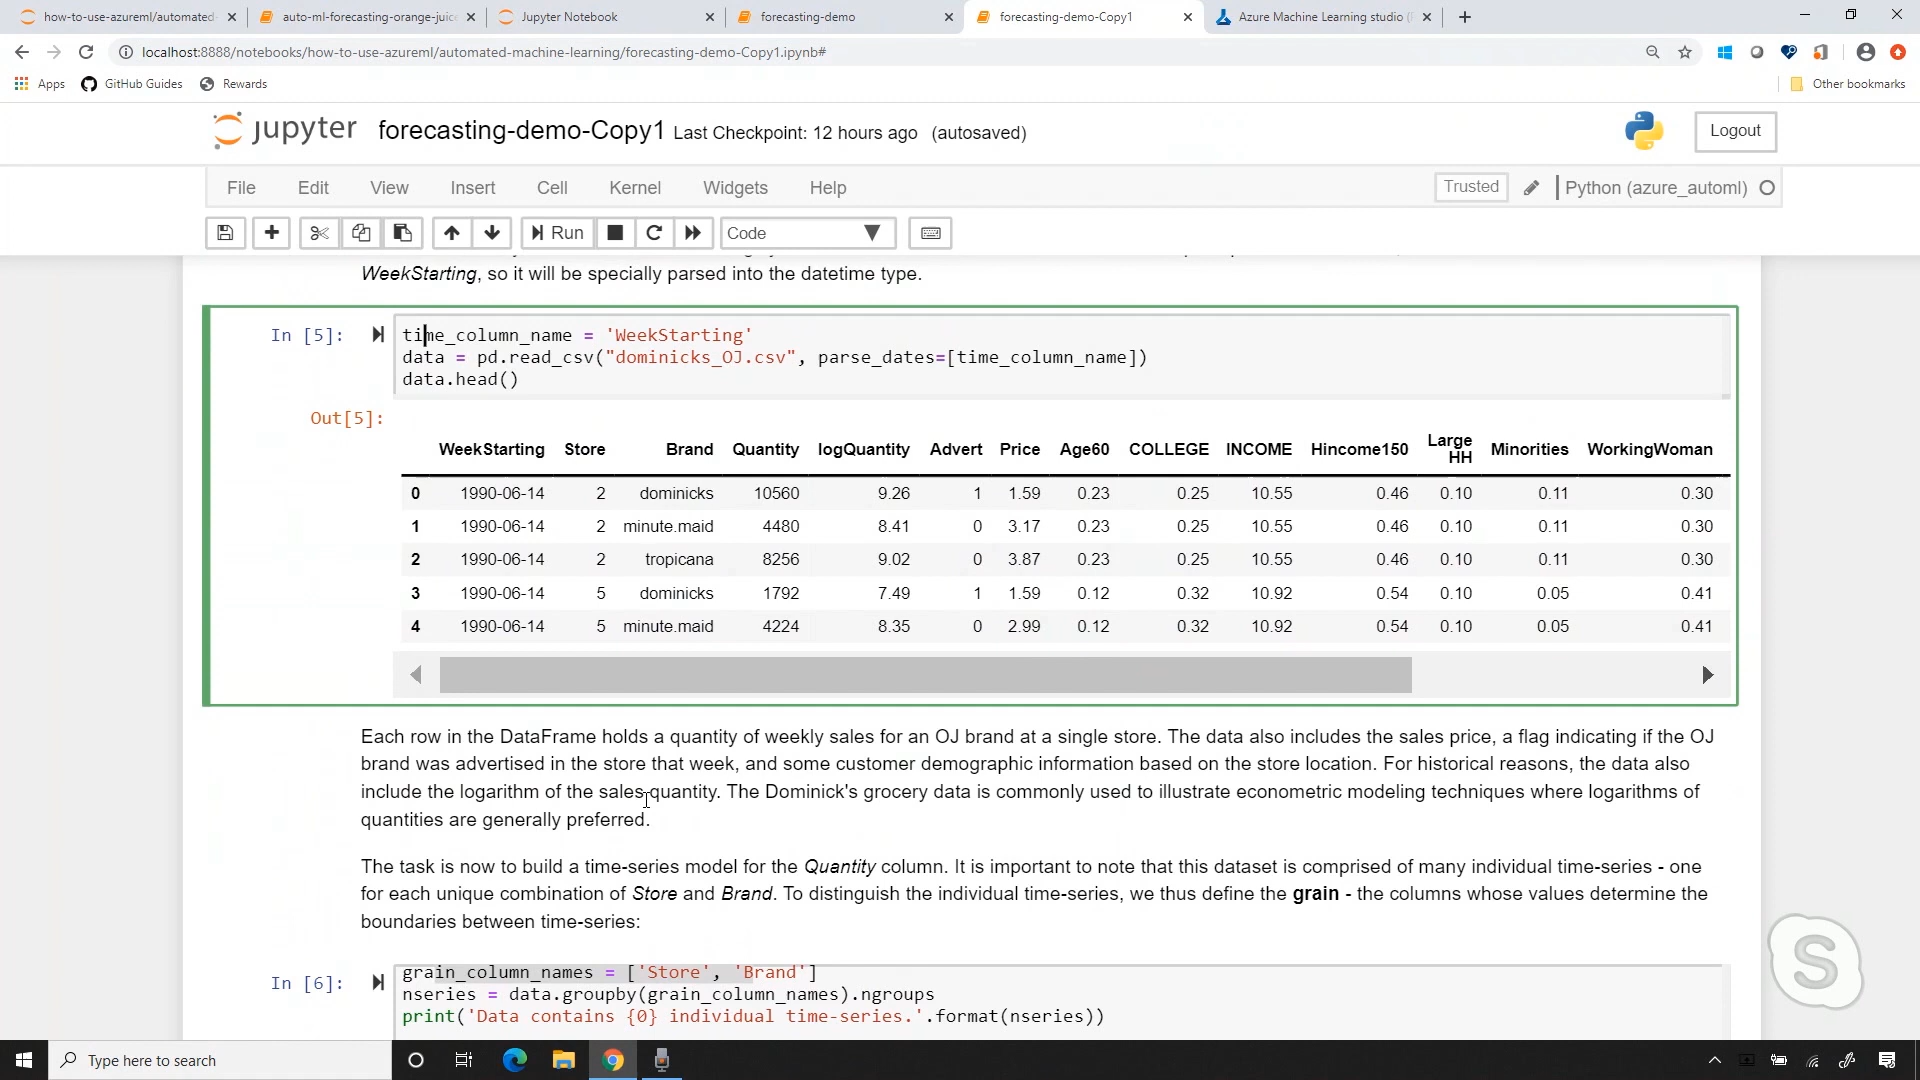 how-to-use-azureml/automated-
auto-ml-forecasting-orange-juice
Jupyter Notebook
forecasting-demo
forecasting-demo-Copy1
Azure Machine Learning studio
localhost:8888/notebooks/how-to-use-azureml/automated-machine-learning/forecasting-demo-Copy1.ipynb#
Apps GitHub Guides Rewards Other bookmarks
jupyter forecasting-demo-Copy1 Last Checkpoint: 12 hours ago (autosaved) Logout
File Edit View Insert Cell Kernel Widgets Help Trusted Python (azure_automl)
Run Code
WeekStarting, so it will be specially parsed into the datetime type.
In [5]: time_column_name = 'WeekStarting'
data = pd.read_csv("dominicks_OJ.csv", parse_dates=[time_column_name])
data.head()
Out[5]:
WeekStarting Store Brand Quantity logQuantity Advert Price Age60 COLLEGE INCOME Hincome150 Large HH Minorities WorkingWoman
0 1990-06-14 2 dominicks 10560 9.26 1 1.59 0.23 0.25 10.55 0.46 0.10 0.11 0.30
1 1990-06-14 2 minute.maid 4480 8.41 0 3.17 0.23 0.25 10.55 0.46 0.10 0.11 0.30
2 1990-06-14 2 tropicana 8256 9.02 0 3.87 0.23 0.25 10.55 0.46 0.10 0.11 0.30
3 1990-06-14 5 dominicks 1792 7.49 1 1.59 0.12 0.32 10.92 0.54 0.10 0.05 0.41
4 1990-06-14 5 minute.maid 4224 8.35 0 2.99 0.12 0.32 10.92 0.54 0.10 0.05 0.41
Each row in the DataFrame holds a quantity of weekly sales for an OJ brand at a single store. The data also includes the sales price, a flag indicating if the OJ
brand was advertised in the store that week, and some customer demographic information based on the store location. For historical reasons, the data also
include the logarithm of the sales quantity. The Dominick's grocery data is commonly used to illustrate econometric modeling techniques where logarithms of
quantities are generally preferred.
The task is now to build a time-series model for the Quantity column. It is important to note that this dataset is comprised of many individual time-series - one
for each unique combination of Store and Brand. To distinguish the individual time-series, we thus define the grain - the columns whose values determine the
boundaries between time-series:
In [6]: grain_column_names = ['Store', 'Brand']
nseries = data.groupby(grain_column_names).ngroups
print('Data contains {0} individual time-series.'.format(nseries))
Type here to search